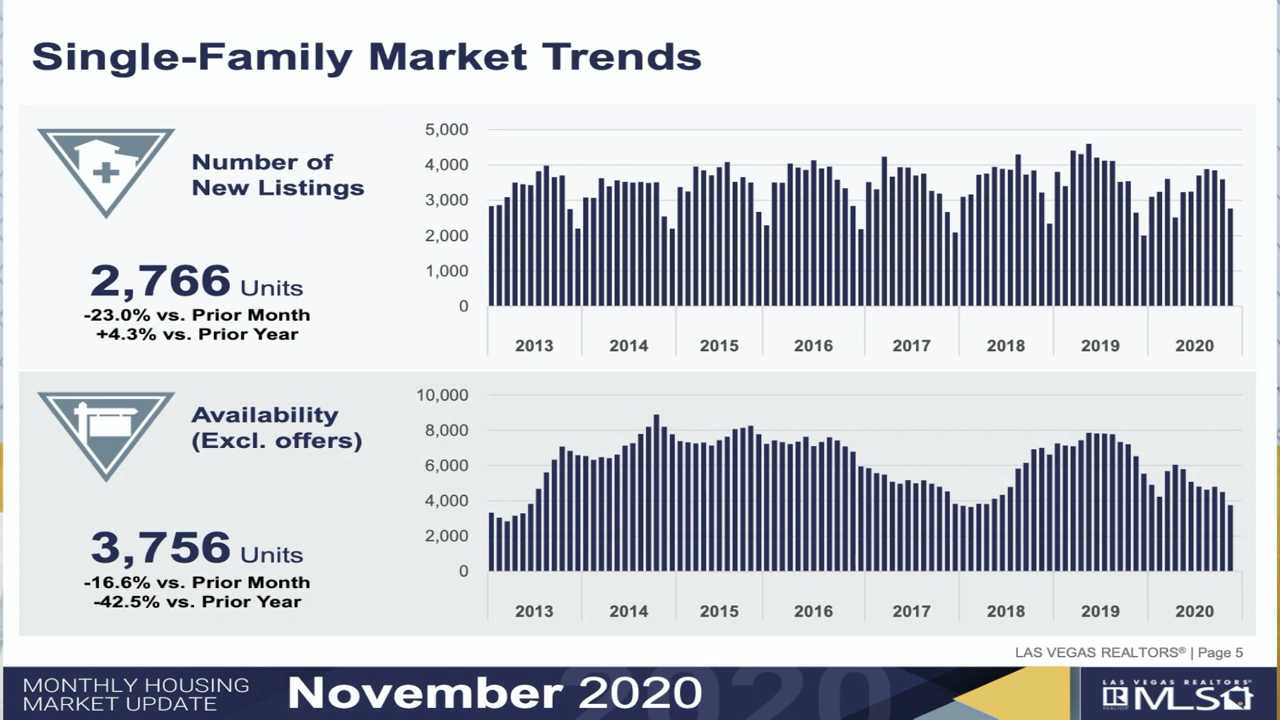 Single-Family Market Trends
Number of
New Listings
2,766 Units
-23.0% vs. Prior Month
+4.3% vs. Prior Year
5,000
4,000
3,000
2,000
1,000
0
2013 2014 2015 2016 2017 2018 2019 2020
Availability
(Excl. offers)
3,756 Units
-16.6% vs. Prior Month
-42.5% vs. Prior Year
10,000
8,000
6,000
4,000
2,000
0
2013 2014 2015 2016 2017 2018 2019 2020
LAS VEGAS REALTORS® | Page 5
MONTHLY HOUSING
MARKET UPDATE
November 2020
2020
LAS VEGAS REALTORS®
REALTOR
MLS